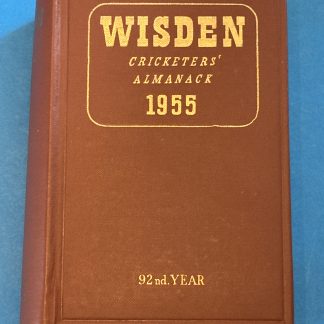 WISDEN
CRICKETERS'
ALMANACK
1955
92nd. YEAR